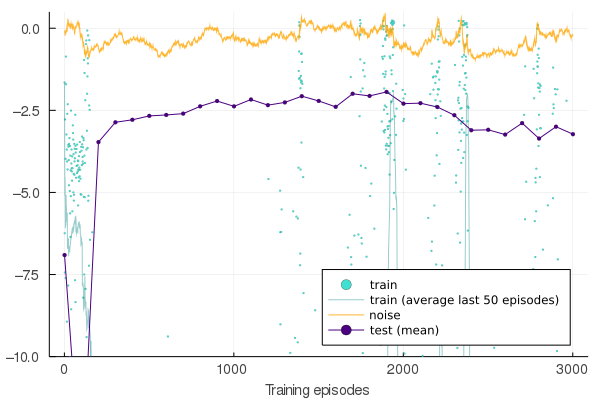 0.0
−2.5
−5.0
−7.5
−10.0
train
train (average last 50 episodes)
noise
test (mean)
0
1000
2000
3000
Training episodes